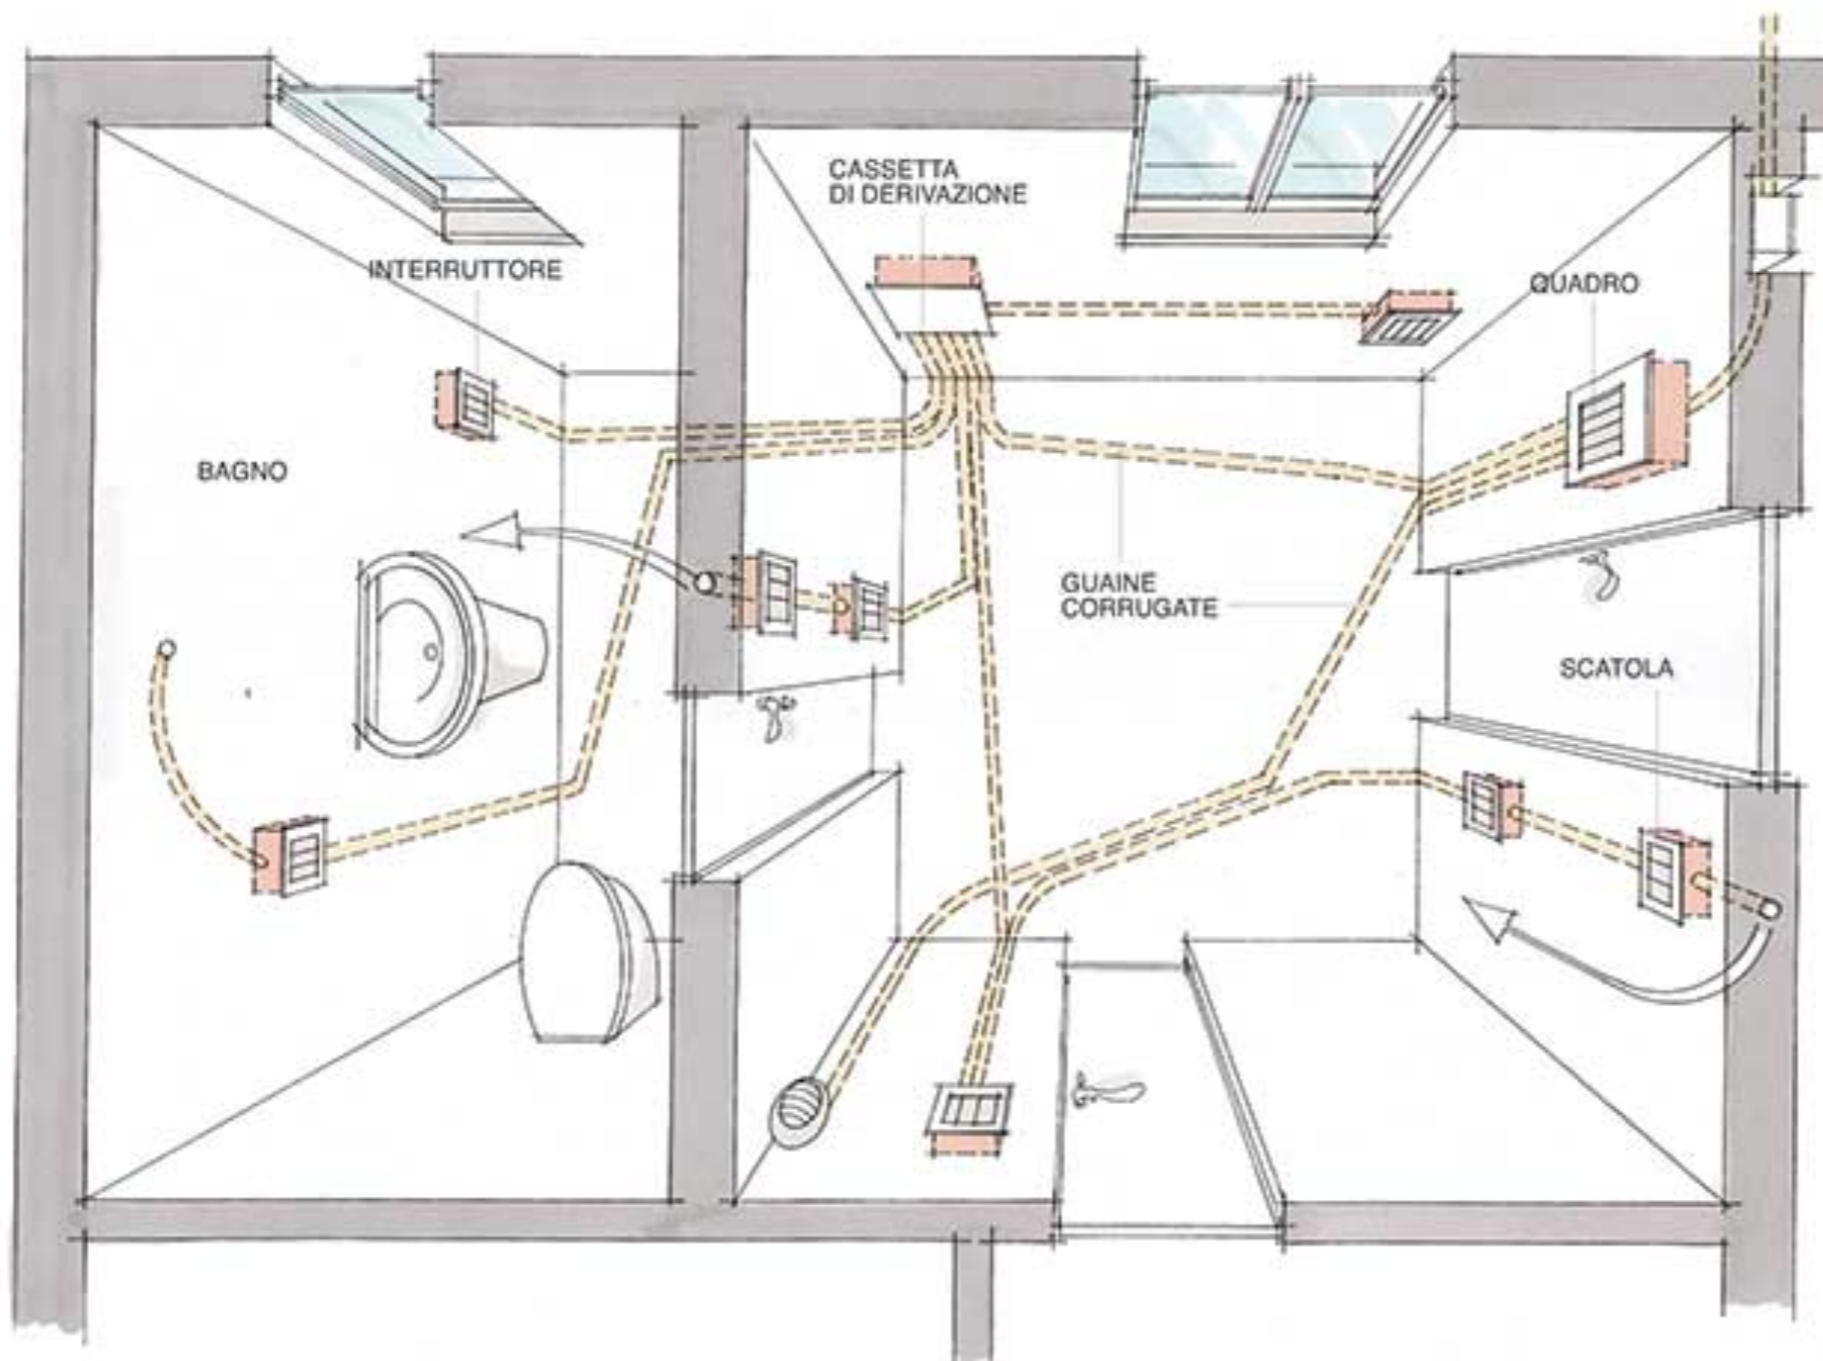 CASSETTA
DI DERIVAZIONE
INTERRUTTORE
QUADRO
BAGNO
GUAINE
CORRUGATE
SCATOLA